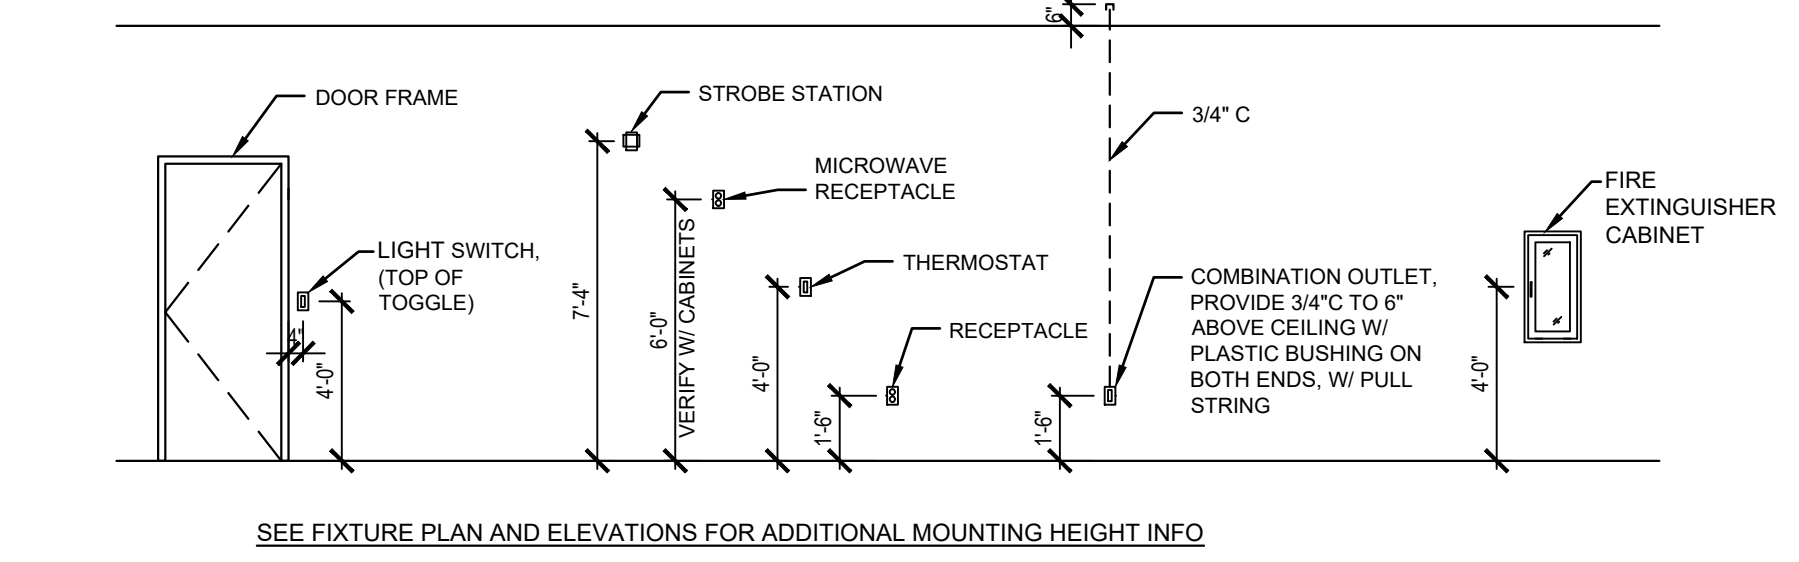 6"
DOOR FRAME
STROBE STATION
3/4" C
MICROWAVE
RECEPTACLE
FIRE
EXTINGUISHER
CABINET
LIGHT SWITCH,
(TOP OF
TOGGLE)
4"
4'-0"
7'-4"
6'-0"
VERIFY W/ CABINETS
THERMOSTAT
4'-0"
RECEPTACLE
1'-6"
COMBINATION OUTLET,
PROVIDE 3/4"C TO 6"
ABOVE CEILING W/
PLASTIC BUSHING ON
BOTH ENDS, W/ PULL
STRING
1'-6"
4'-0"
SEE FIXTURE PLAN AND ELEVATIONS FOR ADDITIONAL MOUNTING HEIGHT INFO